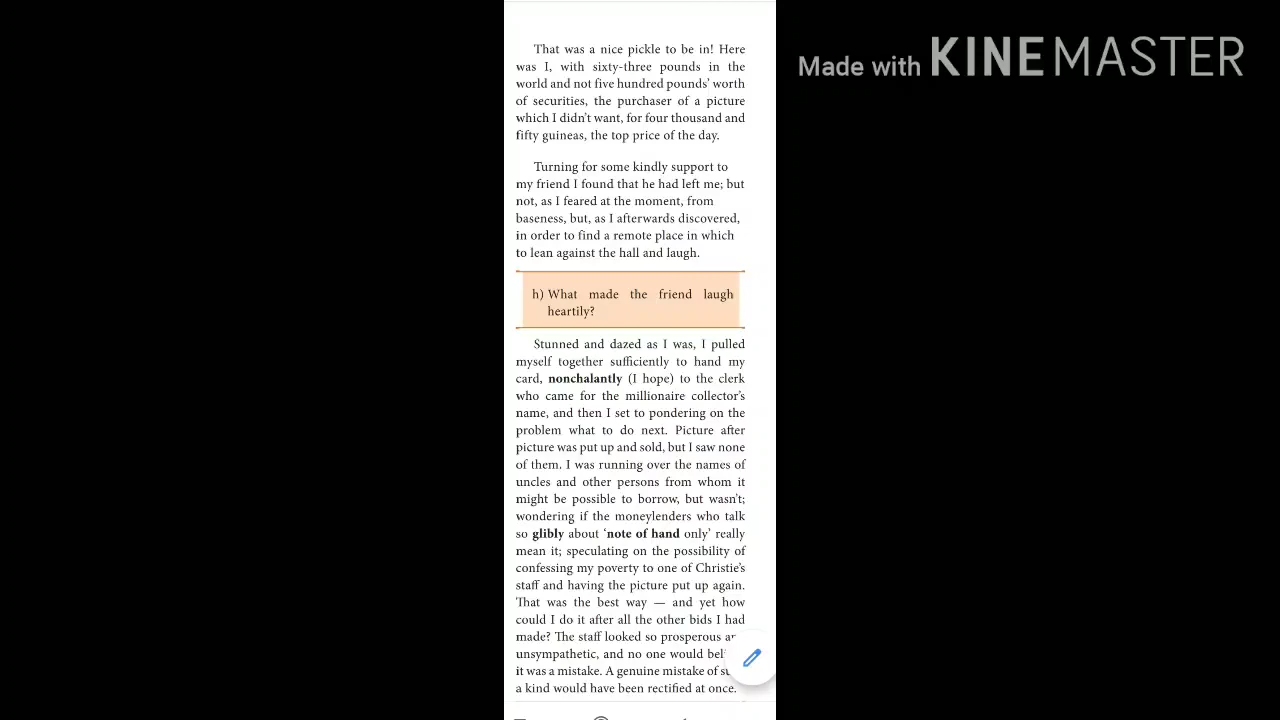 Made with KINEMASTER
That was a nice pickle to be in! Here
was I, with sixty-three pounds in the
world and not five hundred pounds' worth
of securities, the purchaser of a picture
which I didn't want, for four thousand and
fifty guineas, the top price of the day.
Turning for some kindly support to
my friend I found that he had left me; but
not, as I feared at the moment, from
baseness, but, as I afterwards discovered,
in order to find a remote place in which
to lean against the hall and laugh.
h) What made the friend laugh
heartily?
Stunned and dazed as I was, I pulled
myself together sufficiently to hand my
card, nonchalantly (I hope) to the clerk
who came for the millionaire collector's
name, and then I set to pondering on the
problem what to do next. Picture after
picture was put up and sold, but I saw none
of them. I was running over the names of
uncles and other persons from whom it
might be possible to borrow, but wasn't;
wondering if the moneylenders who talk
so glibly about 'note of hand only' really
mean it; speculating on the possibility of
confessing my poverty to one of Christie's
staff and having the picture put up again.
That was the best way — and yet how
could I do it after all the other bids I had
made? The staff looked so prosperous
unsympathetic, and no one would
it was a mistake. A genuine mistake of
a kind would have been rectified at once.